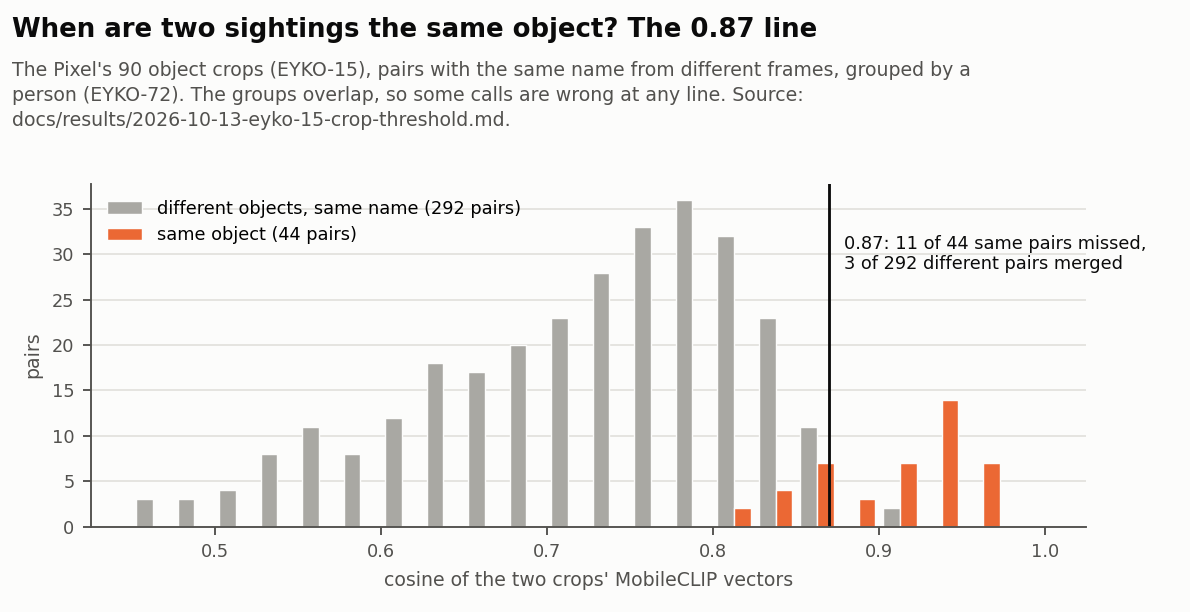 When are two sightings the same object? The 0.87 line
The Pixel's 90 object crops (EYKO-15), pairs with the same name from different frames, grouped by a
person (EYKO-72). The groups overlap, so some calls are wrong at any line. Source:
docs/results/2026-10-13-eyko-15-crop-threshold.md.
different objects, same name (292 pairs)
same object (44 pairs)
0.87: 11 of 44 same pairs missed,
3 of 292 different pairs merged
pairs
35
30
25
20
15
10
5
0
0.5 0.6 0.7 0.8 0.9 1.0
cosine of the two crops' MobileCLIP vectors